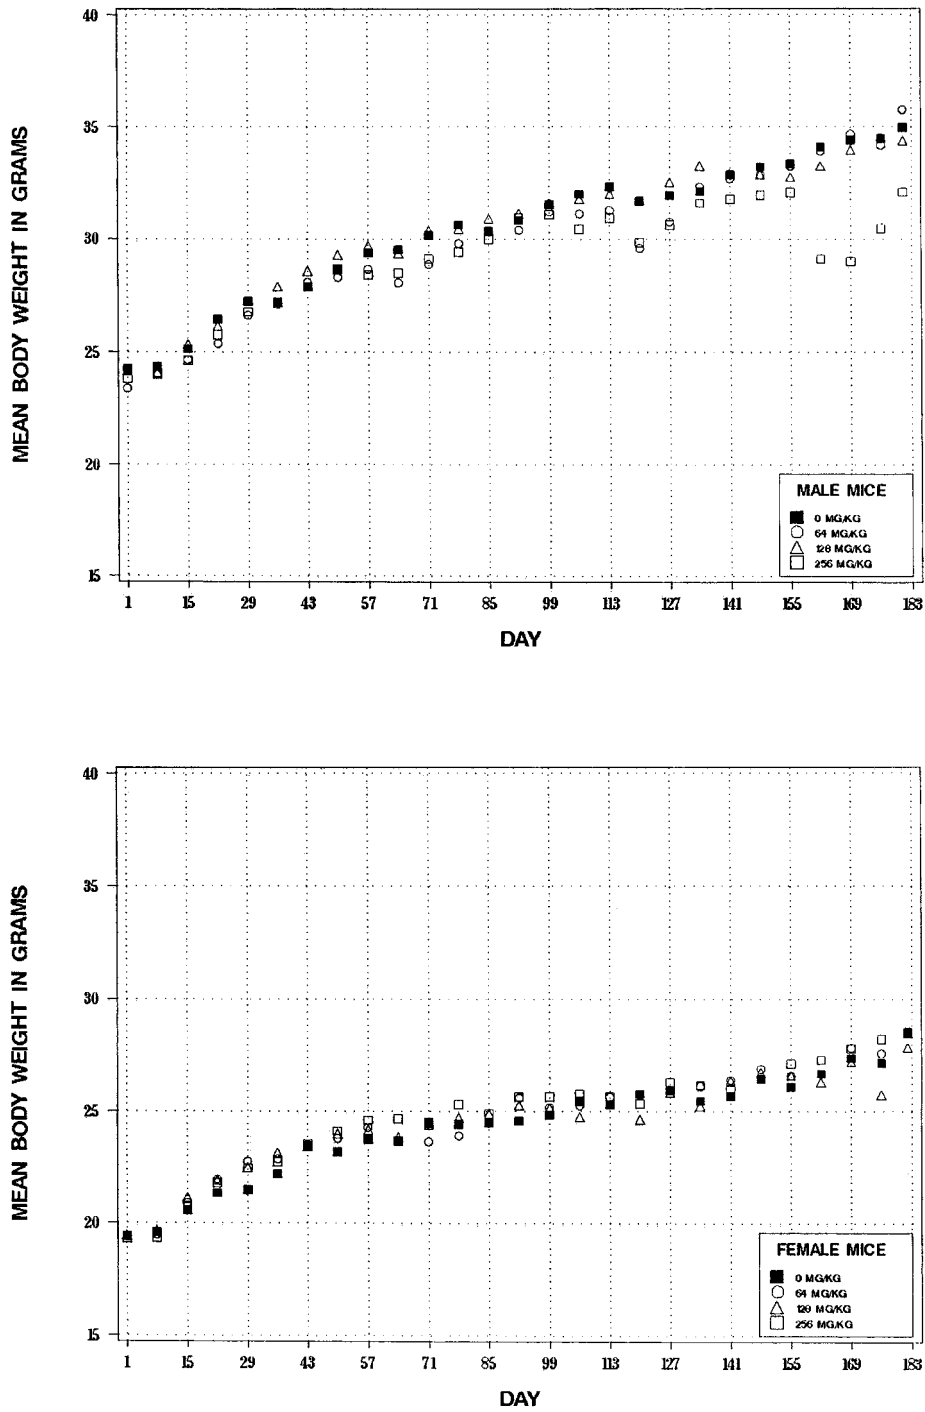 MEAN BODY WEIGHT IN GRAMS
40
35
30
25
20
15
MALE MICE
0 MG/KG
64 MG/KG
128 MG/KG
256 MG/KG
1 15 29 43 57 71 85 99 113 127 141 155 169 183
DAY
MEAN BODY WEIGHT IN GRAMS
40
35
30
25
20
15
FEMALE MICE
0 MG/KG
64 MG/KG
128 MG/KG
256 MG/KG
1 15 29 43 57 71 85 99 113 127 141 155 169 183
DAY